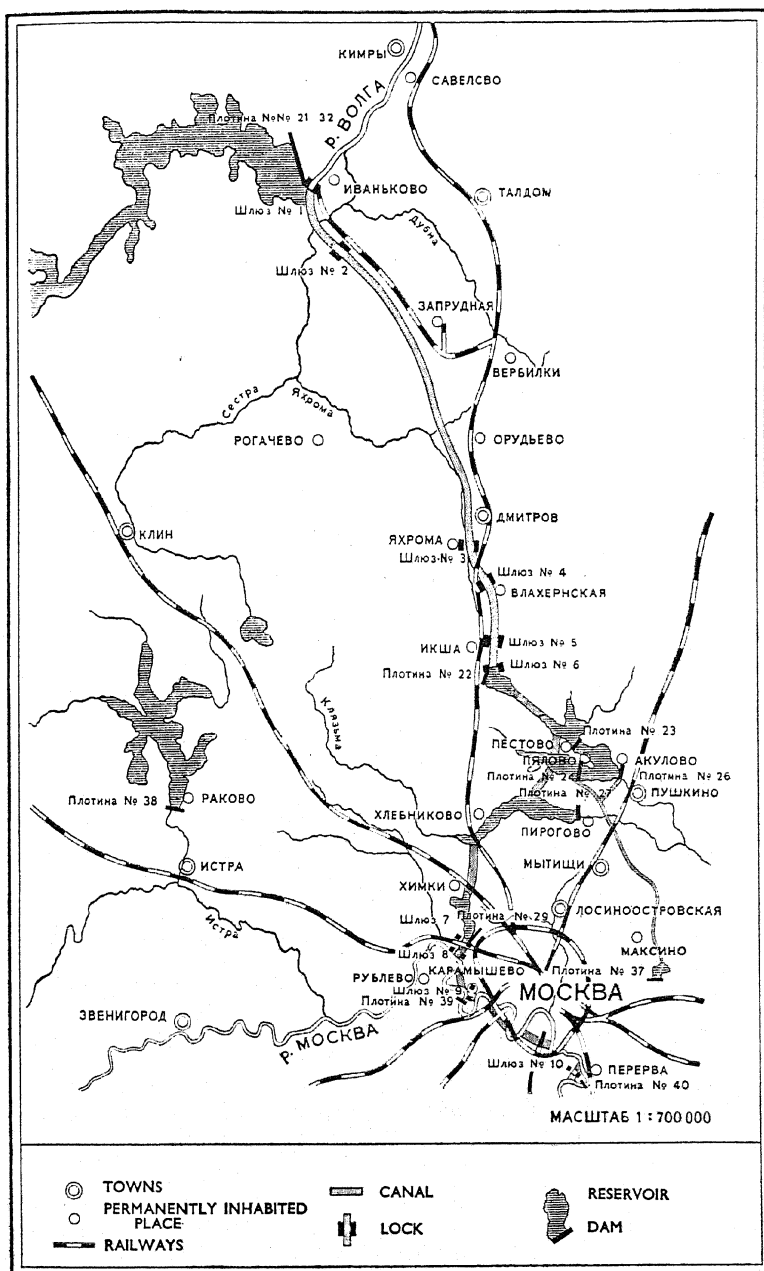 КИМРЫ
САВЕЛСВО
Плотина №№ 21 32
р. ВОЛГА
ИВАНЬКОВО
ТАЛДОМ
Шлюз № 1
Дубна
Шлюз № 2
ЗАПРУДНАЯ
ВЕРБИЛКИ
Сестра
Яхрома
РОГАЧЕВО
ОРУДЬЕВО
КЛИН
ДМИТРОВ
ЯХРОМА
Шлюз № 3
Шлюз № 4
ВЛАХЕРНСКАЯ
ИКША
Шлюз № 5
Шлюз № 6
Плотина № 22
Клязьма
Плотина № 23
ПЕСТОВО
ПЯЛОВО
АКУЛОВО
Плотина № 24
Плотина № 26
Плотина № 27
ПУШКИНО
Плотина № 38
РАКОВО
ХЛЕБНИКОВО
ПИРОГОВО
ИСТРА
МЫТИЩИ
ХИМКИ
Истра
Шлюз 7
Плотина № 29
ЛОСИНООСТРОВСКАЯ
Шлюз 8
МАКСИНО
РУБЛЕВО
КАРАМЫШЕВО
Плотина № 37
Шлюз № 9
МОСКВА
Плотина № 39
ЗВЕНИГОРОД
р. МОСКВА
Шлюз № 10
ПЕРЕРВА
Плотина № 40
МАСШТАБ 1:700 000
TOWNS
PERMANENTLY INHABITED
PLACE
RAILWAYS
CANAL
LOCK
RESERVOIR
DAM